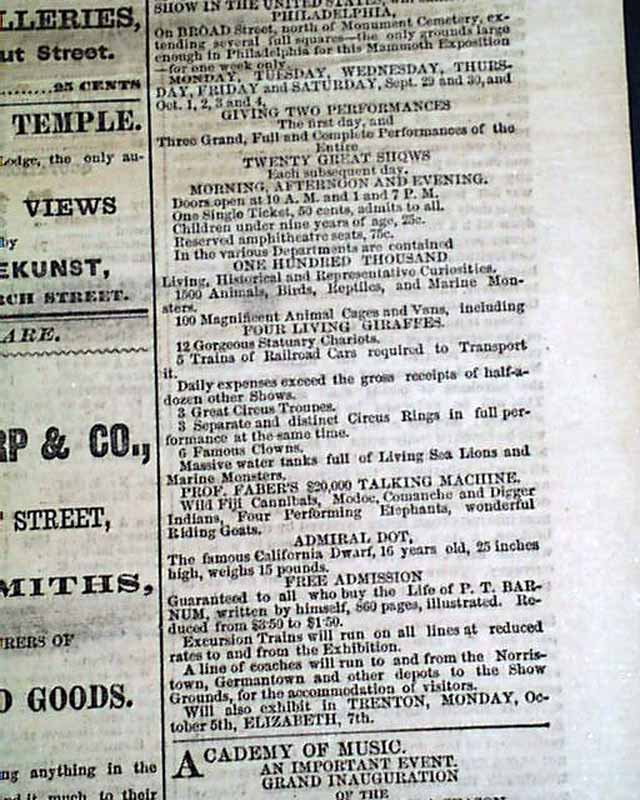 LLERIES,
ut Street.
........25 CENTS
TEMPLE.
Lodge, the only au-
VIEWS
by
EKUNST,
RCH STREET.
ARE.
RP & CO.,
STREET,
MITHS,
URERS OF
D GOODS.
ng anything in the
and it much to their
SHOW IN THE UNITED STATES, will
PHILADELPHIA,
On BROAD Street, north of Monument Cemetery, ex-
tending several full squares—the only grounds large
enough in Philadelphia for this Mammoth Exposition
—for one week only.
MONDAY, TUESDAY, WEDNESDAY, THURS-
DAY, FRIDAY and SATURDAY, Sept. 29 and 30, and
Oct. 1, 2, 3 and 4,
GIVING TWO PERFORMANCES
The first day, and
Three Grand, Full and Complete Performances of the
Entire
TWENTY GREAT SHOWS
Each subsequent day.
MORNING, AFTERNOON AND EVENING.
Doors open at 10 A. M. and 1 and 7 P. M.
One Single Ticket, 50 cents, admits to all.
Children under nine years of age, 25c.
Reserved amphitheatre seats, 75c.
In the various Departments are contained
ONE HUNDRED THOUSAND
Living, Historical and Representative Curiosities.
1500 Animals, Birds, Reptiles, and Marine Mon-
sters.
100 Magnificent Animal Cages and Vans, including
FOUR LIVING GIRAFFES.
12 Gorgeous Statuary Chariots.
5 Trains of Railroad Cars required to Transport
it.
Daily expenses exceed the gross receipts of half-a-
dozen other Shows.
3 Great Circus Troupes.
3 Separate and distinct Circus Rings in full per-
formance at the same time.
6 Famous Clowns.
Massive water tanks full of Living Sea Lions and
Marine Monsters.
PROF. FABER'S $20,000 TALKING MACHINE.
Wild Fiji Cannibals, Modoc, Comanche and Digger
Indians, Four Performing Elephants, wonderful
Riding Goats.
ADMIRAL DOT,
The famous California Dwarf, 16 years old, 25 inches
high, weighs 15 pounds.
FREE ADMISSION
Guaranteed to all who buy the Life of P. T. BAR-
NUM, written by himself, 860 pages, illustrated. Re-
duced from $3·50 to $1·50.
Excursion Trains will run on all lines at reduced
rates to and from the Exhibition.
A line of coaches will run to and from the Norris-
town, Germantown and other depots to the Show
Grounds, for the accommodation of visitors.
Will also exhibit in TRENTON, MONDAY, Oc-
tober 5th, ELIZABETH, 7th.
ACADEMY OF MUSIC.
AN IMPORTANT EVENT.
GRAND INAUGURATION
OF THE